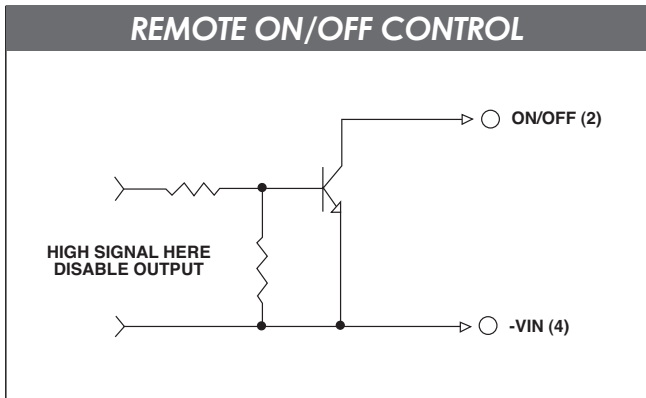 REMOTE ON/OFF CONTROL
ON/OFF (2)
HIGH SIGNAL HERE
DISABLE OUTPUT
-VIN (4)